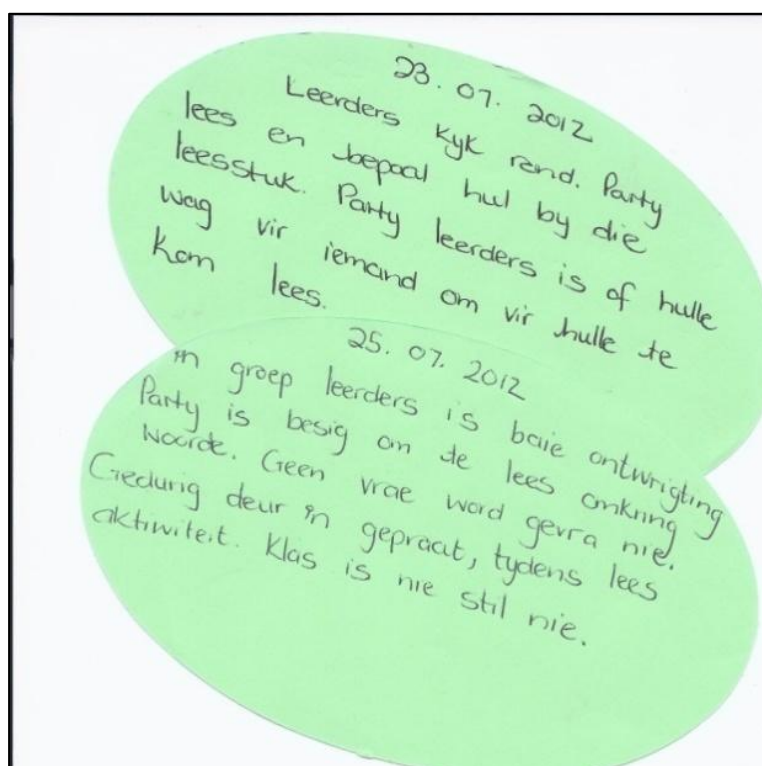 23. 07. 2012
Leerders kyk rond. Party
lees en bepaal hul by die
leesstuk. Party leerders is of hulle
wag vir iemand om vir hulle te
kom lees.
25. 07. 2012
'n groep leerders is baie ontwrigting
Party is besig om te lees omkring
woorde. Geen vrae word gevra nie.
Gedurig deur 'n gepraat, tydens lees
aktiwiteit. Klas is nie stil nie.